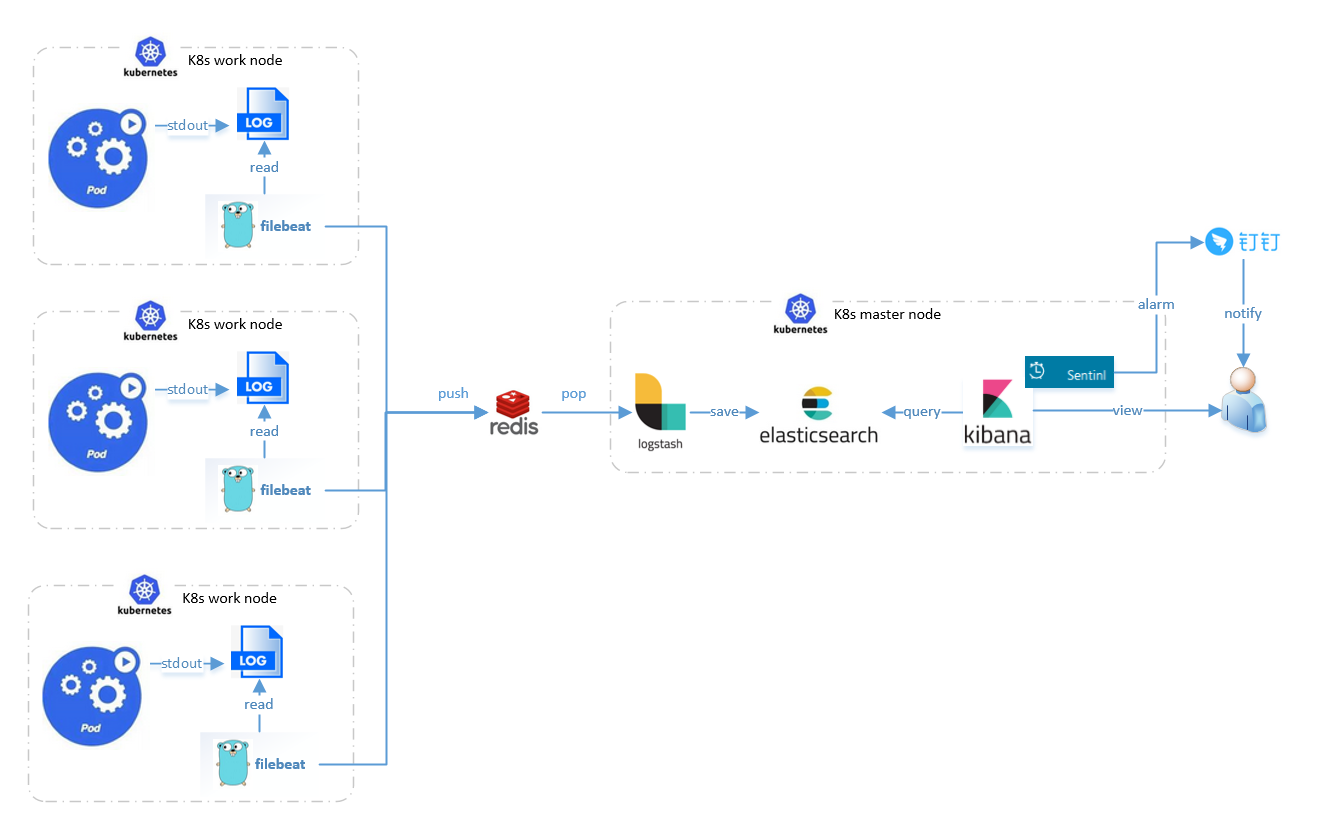 kubernetes
K8s work node
Pod
stdout
LOG
read
filebeat
kubernetes
K8s work node
Pod
stdout
LOG
read
filebeat
kubernetes
K8s work node
Pod
stdout
LOG
read
filebeat
push
redis
pop
kubernetes
K8s master node
logstash
save
elasticsearch
query
kibana
Sentinl
view
alarm
钉钉
notify